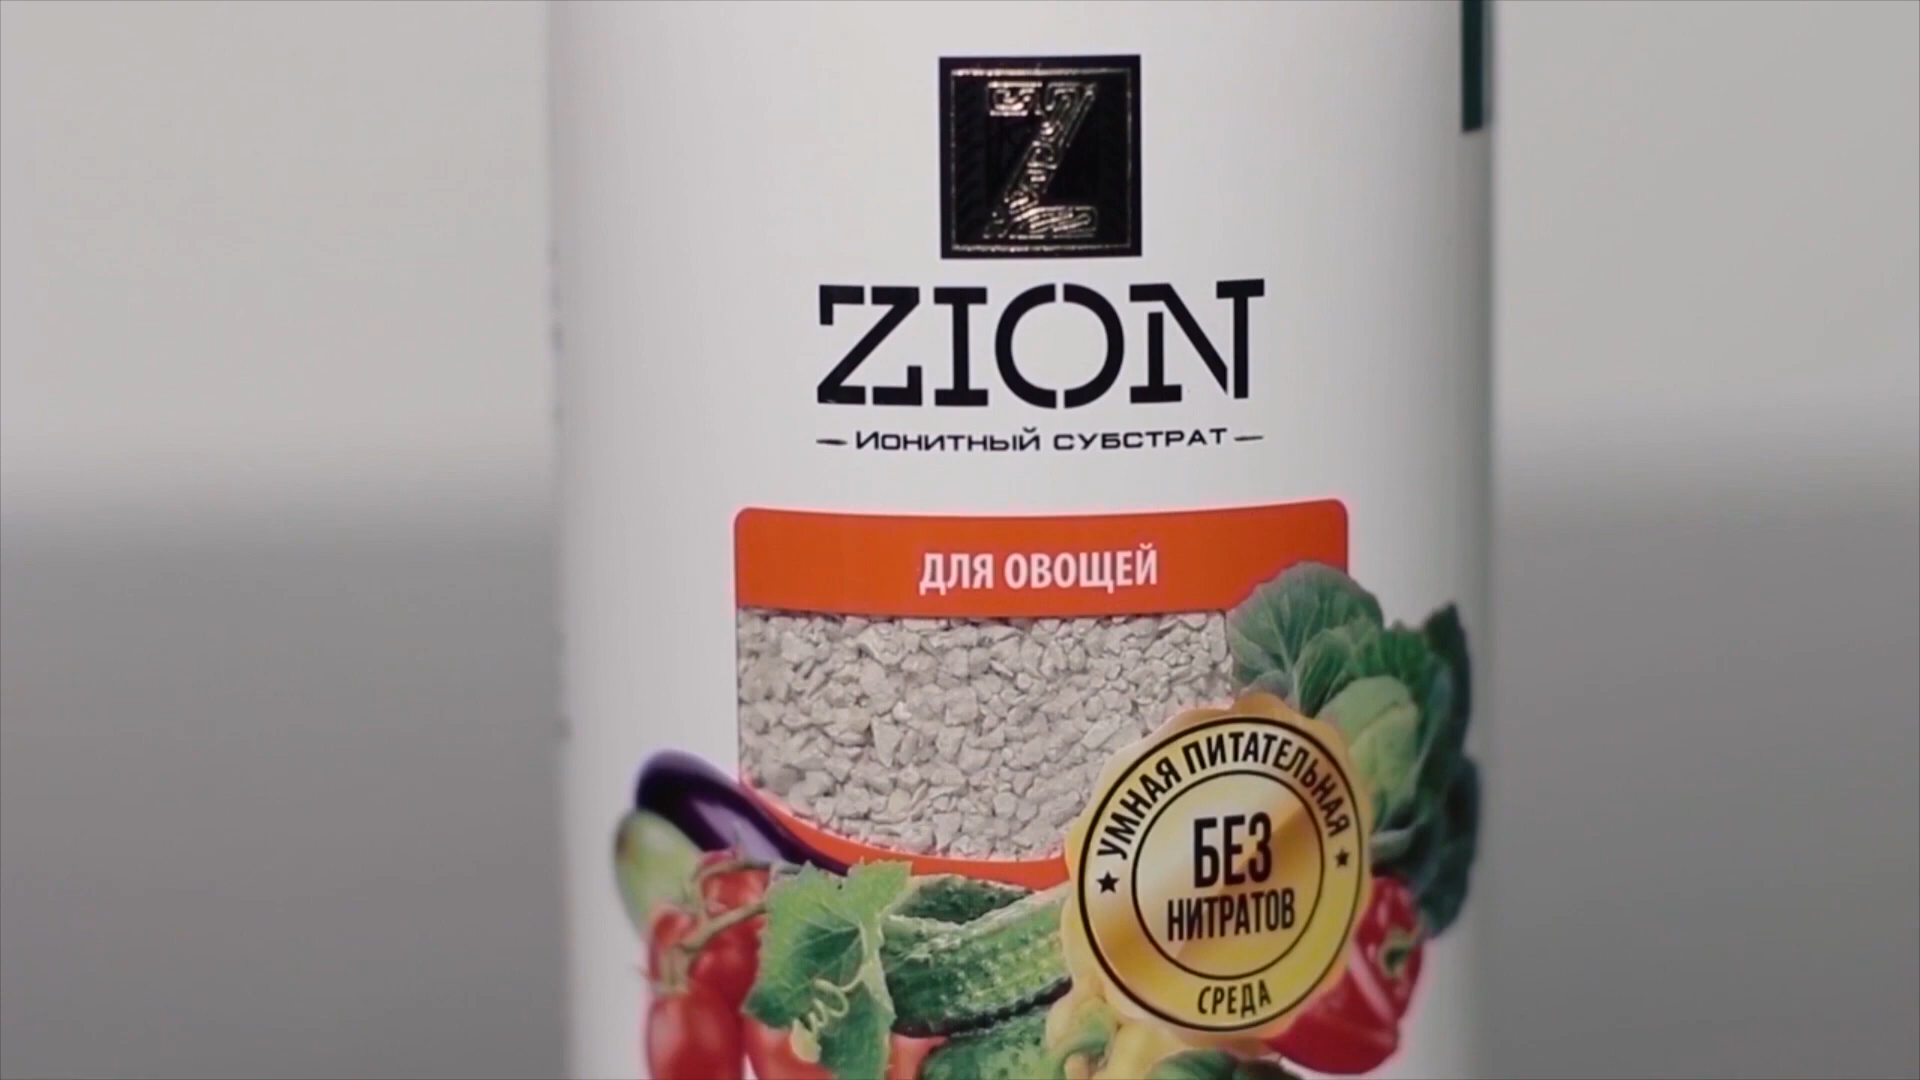 Z
ZION
ИОНИТНЫЙ СУБСТРАТ
ДЛЯ ОВОЩЕЙ
УМНАЯ ПИТАТЕЛЬНАЯ
БЕЗ
НИТРАТОВ
СРЕДА